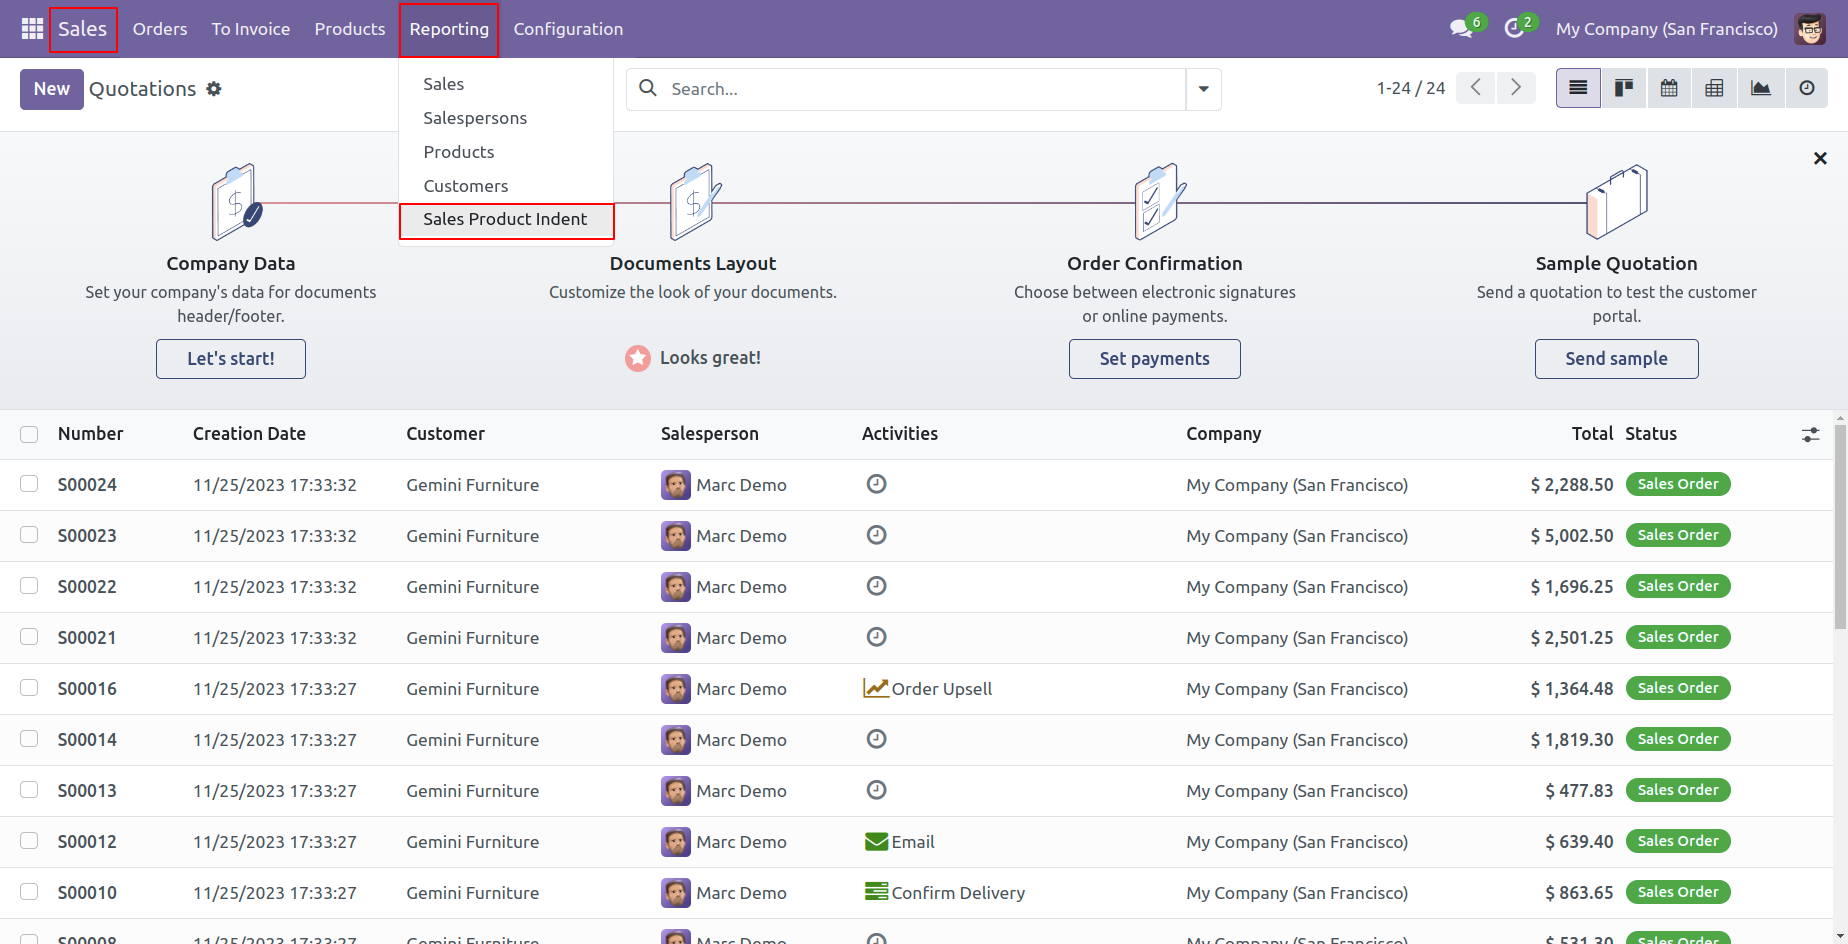 Sales Orders To Invoice Products Reporting Configuration 6 2 My Company (San Francisco)
New Quotations Search... 1-24 / 24
Sales
Salespersons
Products
Customers
Sales Product Indent
Company Data
Set your company's data for documents
header/footer.
Let's start!
Documents Layout
Customize the look of your documents.
Looks great!
Order Confirmation
Choose between electronic signatures
or online payments.
Set payments
Sample Quotation
Send a quotation to test the customer
portal.
Send sample
Number Creation Date Customer Salesperson Activities Company Total Status
S00024 11/25/2023 17:33:32 Gemini Furniture Marc Demo My Company (San Francisco) $ 2,288.50 Sales Order
S00023 11/25/2023 17:33:32 Gemini Furniture Marc Demo My Company (San Francisco) $ 5,002.50 Sales Order
S00022 11/25/2023 17:33:32 Gemini Furniture Marc Demo My Company (San Francisco) $ 1,696.25 Sales Order
S00021 11/25/2023 17:33:32 Gemini Furniture Marc Demo My Company (San Francisco) $ 2,501.25 Sales Order
S00016 11/25/2023 17:33:27 Gemini Furniture Marc Demo Order Upsell My Company (San Francisco) $ 1,364.48 Sales Order
S00014 11/25/2023 17:33:27 Gemini Furniture Marc Demo My Company (San Francisco) $ 1,819.30 Sales Order
S00013 11/25/2023 17:33:27 Gemini Furniture Marc Demo My Company (San Francisco) $ 477.83 Sales Order
S00012 11/25/2023 17:33:27 Gemini Furniture Marc Demo Email My Company (San Francisco) $ 639.40 Sales Order
S00010 11/25/2023 17:33:27 Gemini Furniture Marc Demo Confirm Delivery My Company (San Francisco) $ 863.65 Sales Order
S00008 11/25/2023 17:33:27 Gemini Furniture Marc Demo My Company (San Francisco) $ 531.30 Sales Order